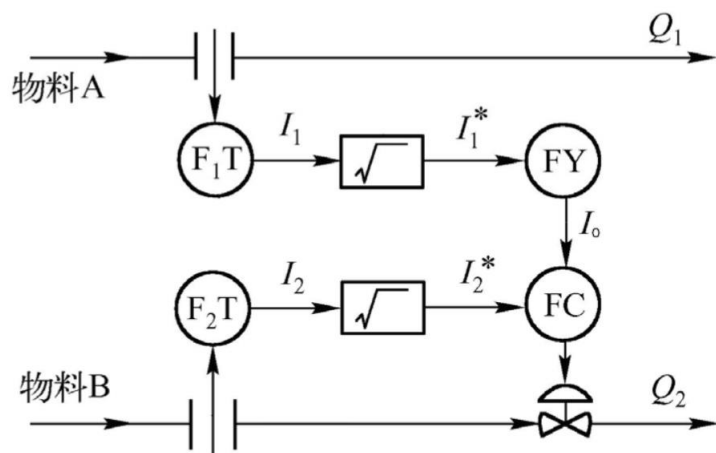 Q₁
物料A
F₁T
I₁
√
I₁*
FY
Iₒ
F₂T
I₂
√
I₂*
FC
物料B
Q₂